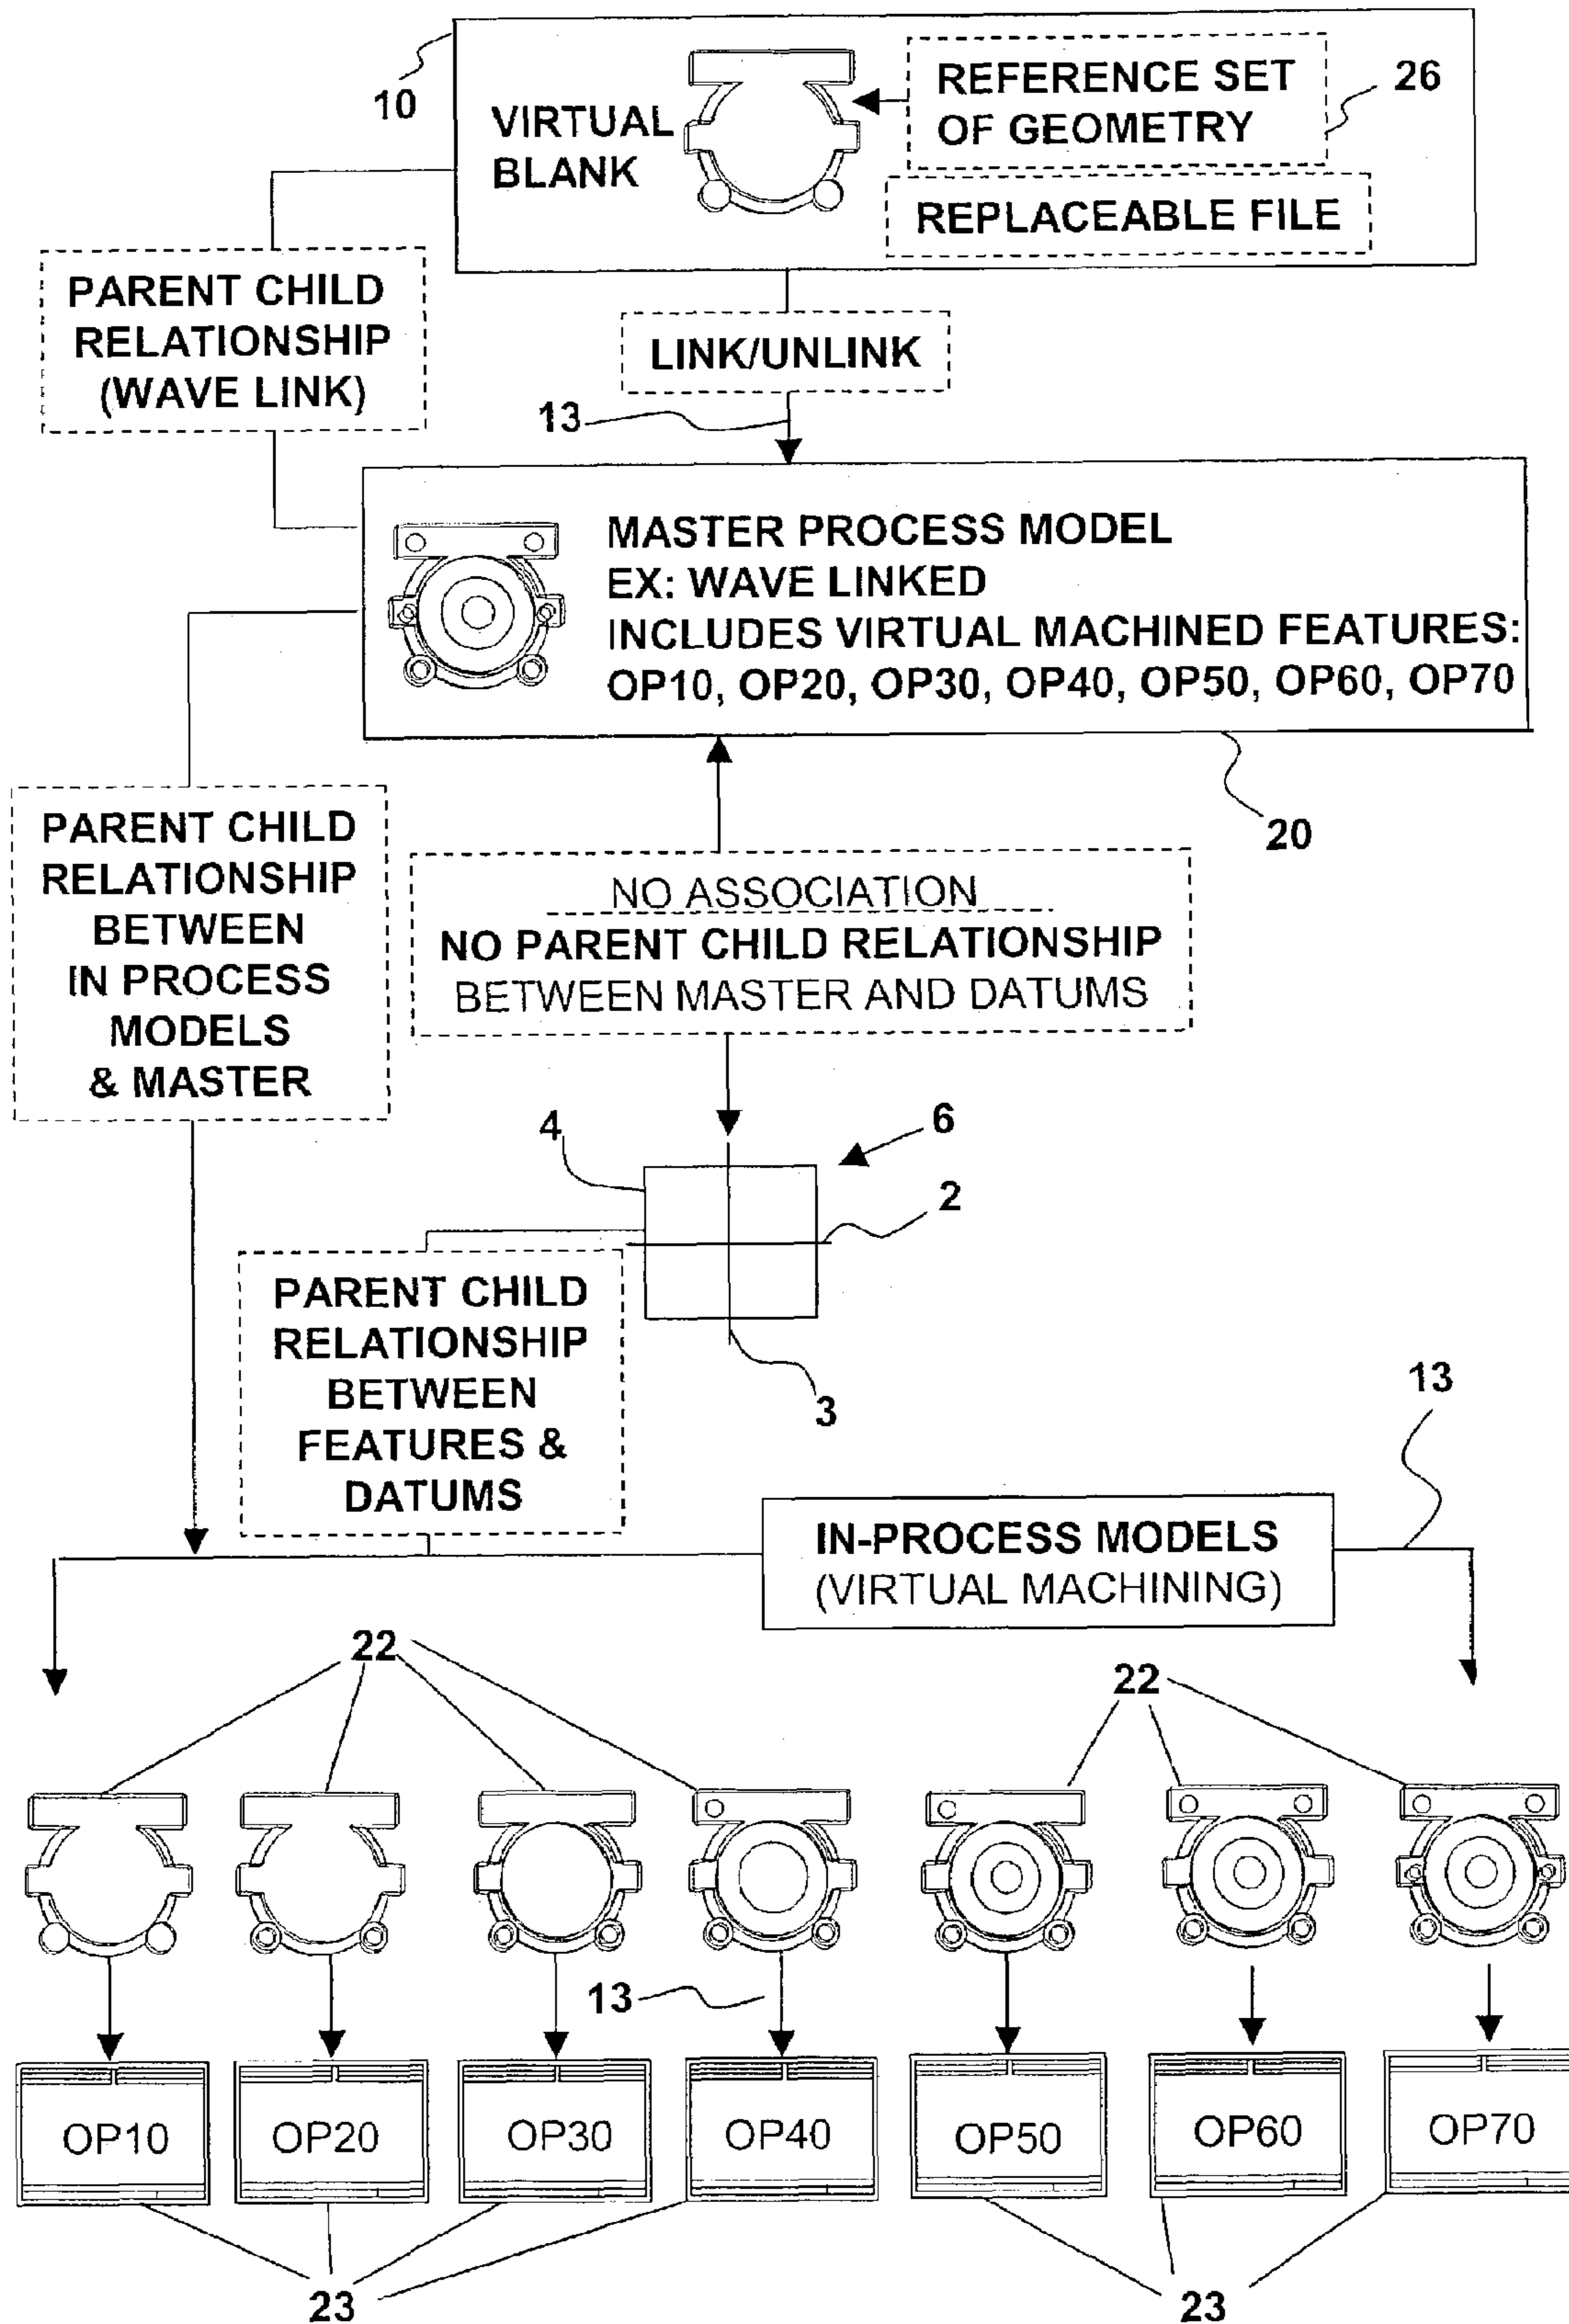 10
VIRTUAL
BLANK
REFERENCE SET
OF GEOMETRY
26
REPLACEABLE FILE
PARENT CHILD
RELATIONSHIP
(WAVE LINK)
LINK/UNLINK
13
MASTER PROCESS MODEL
EX: WAVE LINKED
INCLUDES VIRTUAL MACHINED FEATURES:
OP10, OP20, OP30, OP40, OP50, OP60, OP70
20
PARENT CHILD
RELATIONSHIP
BETWEEN
IN PROCESS
MODELS
& MASTER
NO ASSOCIATION
NO PARENT CHILD RELATIONSHIP
BETWEEN MASTER AND DATUMS
4
6
2
3
PARENT CHILD
RELATIONSHIP
BETWEEN
FEATURES &
DATUMS
13
IN-PROCESS MODELS
(VIRTUAL MACHINING)
22
22
13
OP10
OP20
OP30
OP40
OP50
OP60
OP70
23
23